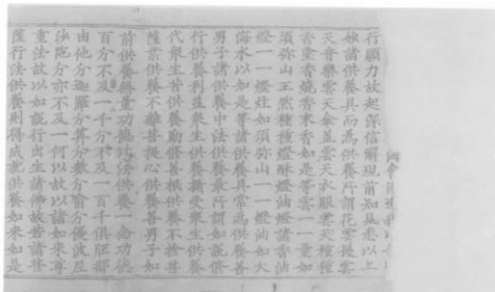 行願力故起深信解現前知見悉以上
妙諸供養具而為供養所謂花雲鬘雲
天音樂雲天傘蓋雲天衣服雲天種種
香塗香燒香末香如是等雲一一量如
須彌山王然種種燈酥燈油燈諸香油
燈一一燈炷如須彌山一一燈油如大
海水以如是等諸供養具常為供養善
男子諸供養中法供養最所謂如說修
行供養利益衆生供養攝受衆生供養
代衆生苦供養勤修善根供養不捨菩
薩業供養不離菩提心供養善男子如
前供養無量功德比法供養一念功德
百分不及一千分不及一百千俱胝那
由他分迦羅分算分數分喻分優波尼
沙陀分亦不及一何以故以諸如來尊
重法故以如說行出生諸佛故若諸菩
薩行法供養則得成就供養如來如是